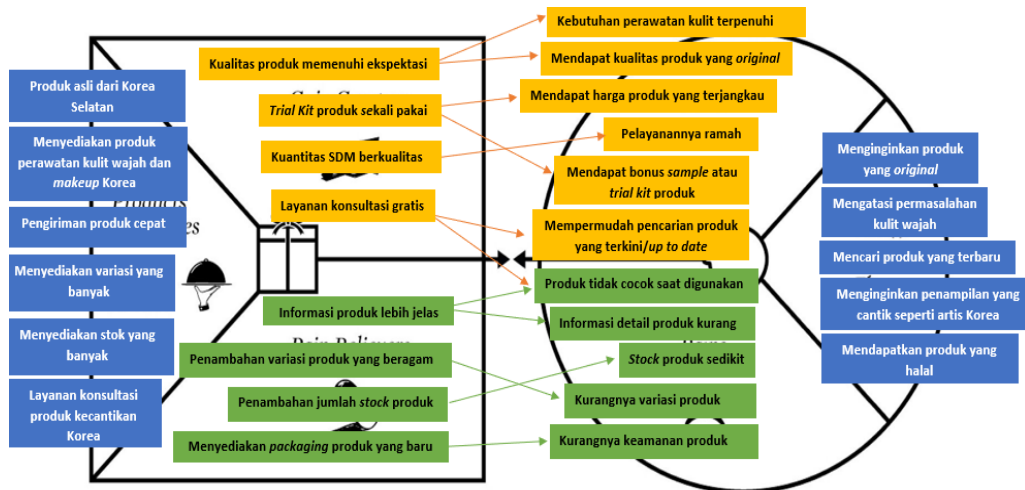 Produk asli dari Korea
Selatan
Menyediakan produk
perawatan kulit wajah dan
makeup Korea
Pengiriman produk cepat
Menyediakan variasi yang
banyak
Menyediakan stok yang
banyak
Layanan konsultasi
produk kecantikan
Korea
Kualitas produk memenuhi ekspektasi
Trial Kit produk sekali pakai
Kuantitas SDM berkualitas
Layanan konsultasi gratis
Informasi produk lebih jelas
Penambahan variasi produk yang beragam
Penambahan jumlah stock produk
Menyediakan packaging produk yang baru
Kebutuhan perawatan kulit terpenuhi
Mendapat kualitas produk yang original
Mendapat harga produk yang terjangkau
Pelayanannya ramah
Mendapat bonus sample atau
trial kit produk
Mempermudah pencarian produk
yang terkini/up to date
Produk tidak cocok saat digunakan
Informasi detail produk kurang
Stock produk sedikit
Kurangnya variasi produk
Kurangnya keamanan produk
Menginginkan produk
yang original
Mengatasi permasalahan
kulit wajah
Mencari produk yang terbaru
Menginginkan penampilan yang
cantik seperti artis Korea
Mendapatkan produk yang
halal